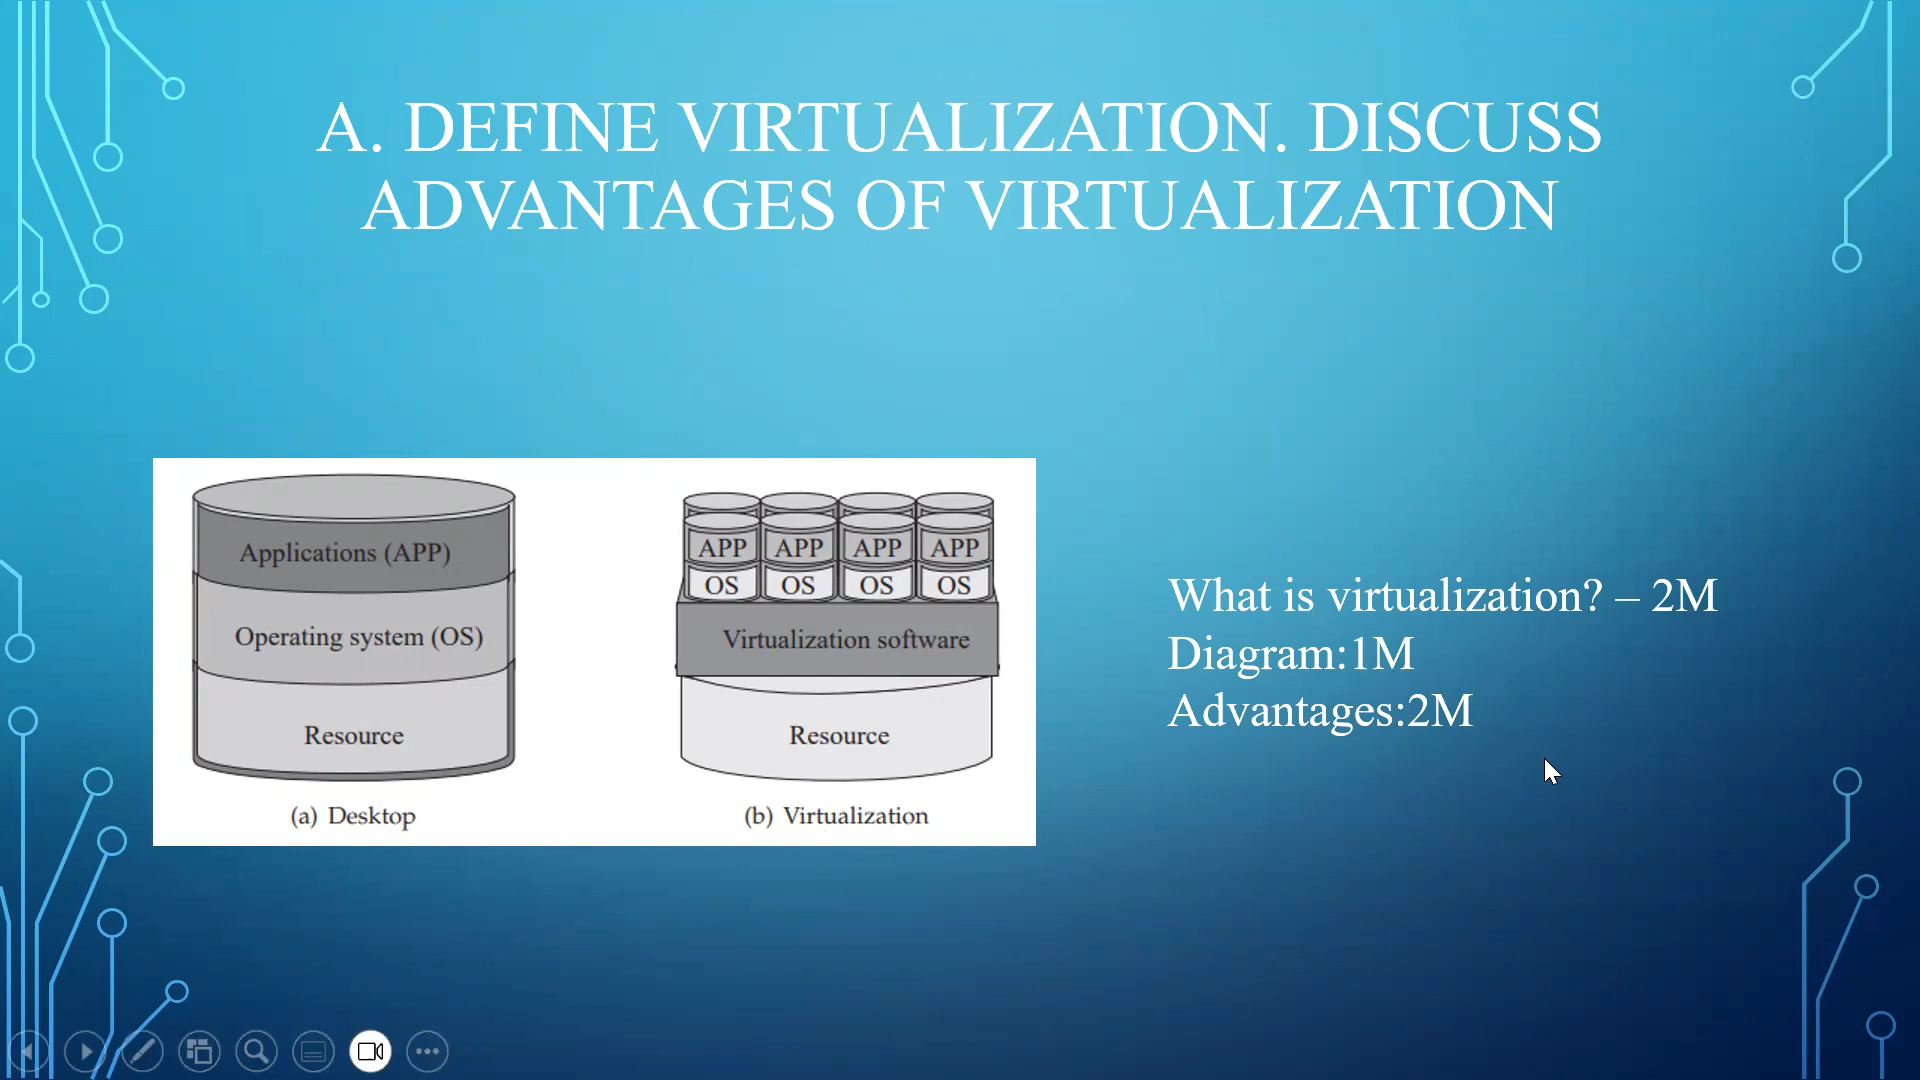 A. DEFINE VIRTUALIZATION. DISCUSS
ADVANTAGES OF VIRTUALIZATION
Applications (APP)
Operating system (OS)
Resource
(a) Desktop
APP APP APP APP
OS OS OS OS
Virtualization software
Resource
(b) Virtualization
What is virtualization? – 2M
Diagram:1M
Advantages:2M